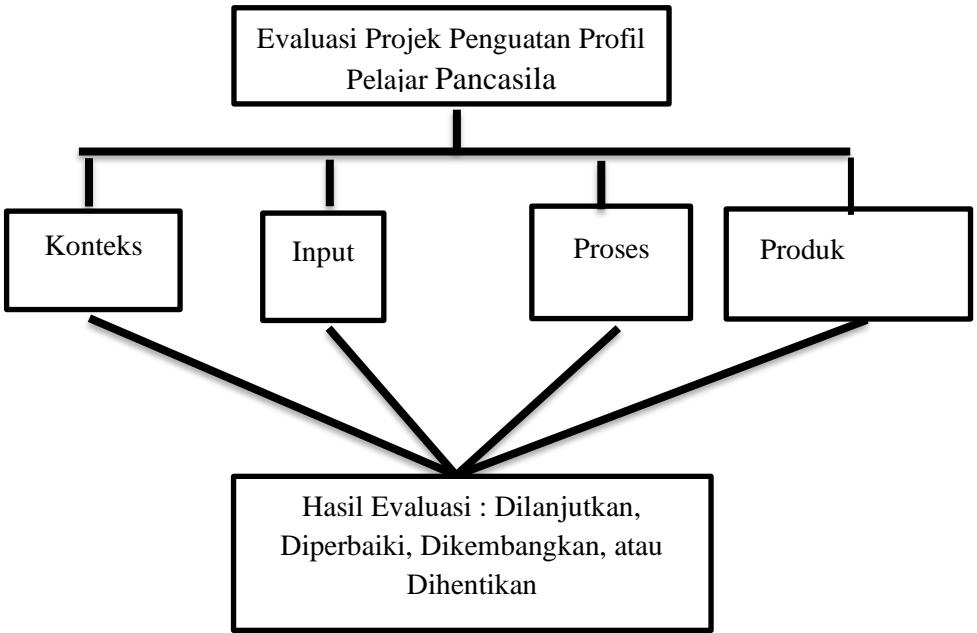 Evaluasi Projek Penguatan Profil
Pelajar Pancasila
Konteks
Input
Proses
Produk
Hasil Evaluasi : Dilanjutkan,
Diperbaiki, Dikembangkan, atau
Dihentikan